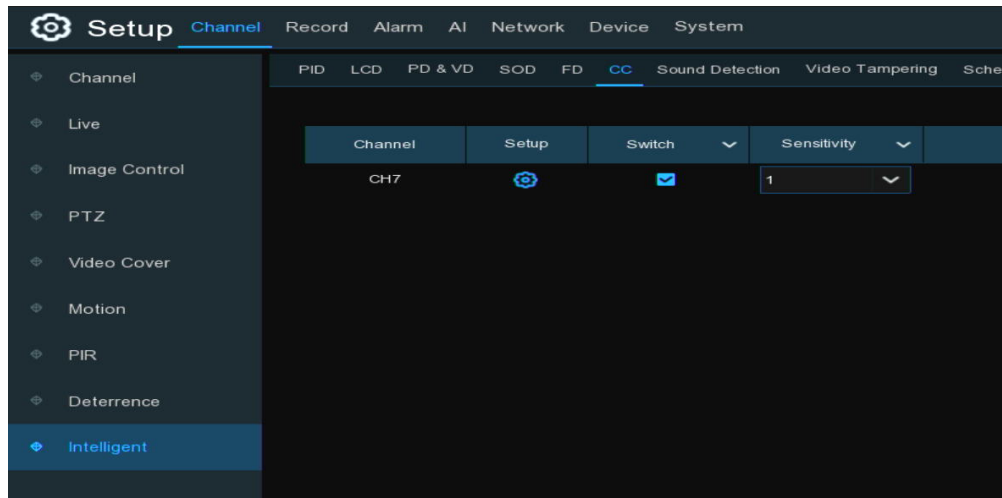 Setup Channel Record Alarm AI Network Device System
PID LCD PD & VD SOD FD CC Sound Detection Video Tampering Sche
Channel
Live
Image Control
PTZ
Video Cover
Motion
PIR
Deterrence
Intelligent
Channel Setup Switch Sensitivity
CH7 1